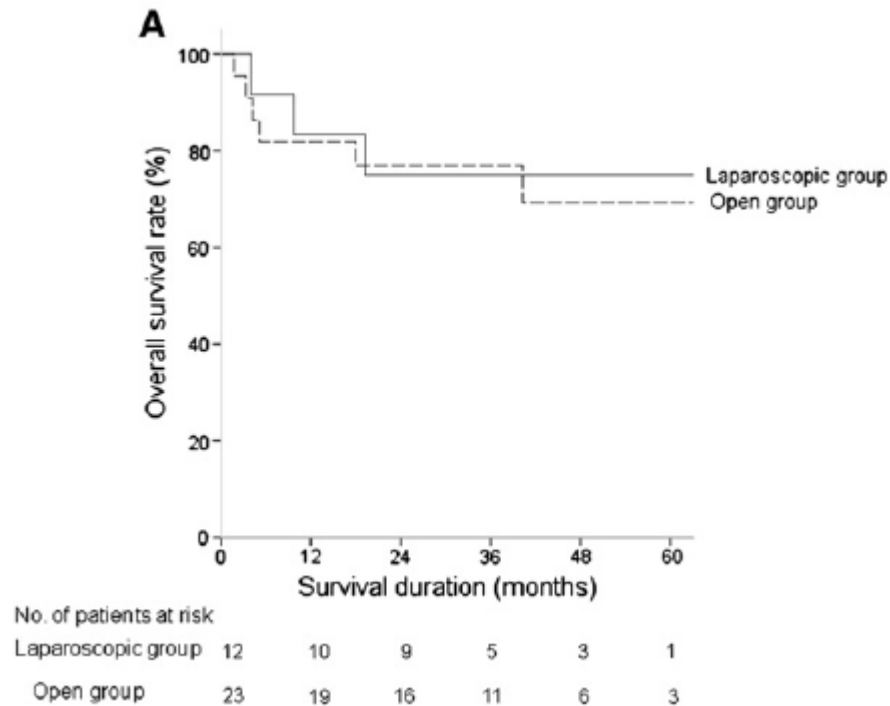 A
Overall survival rate (%)
100
80
60
40
20
0
Laparoscopic group
Open group
0 12 24 36 48 60
Survival duration (months)
No. of patients at risk
Laparoscopic group 12 10 9 5 3 1
Open group 23 19 16 11 6 3